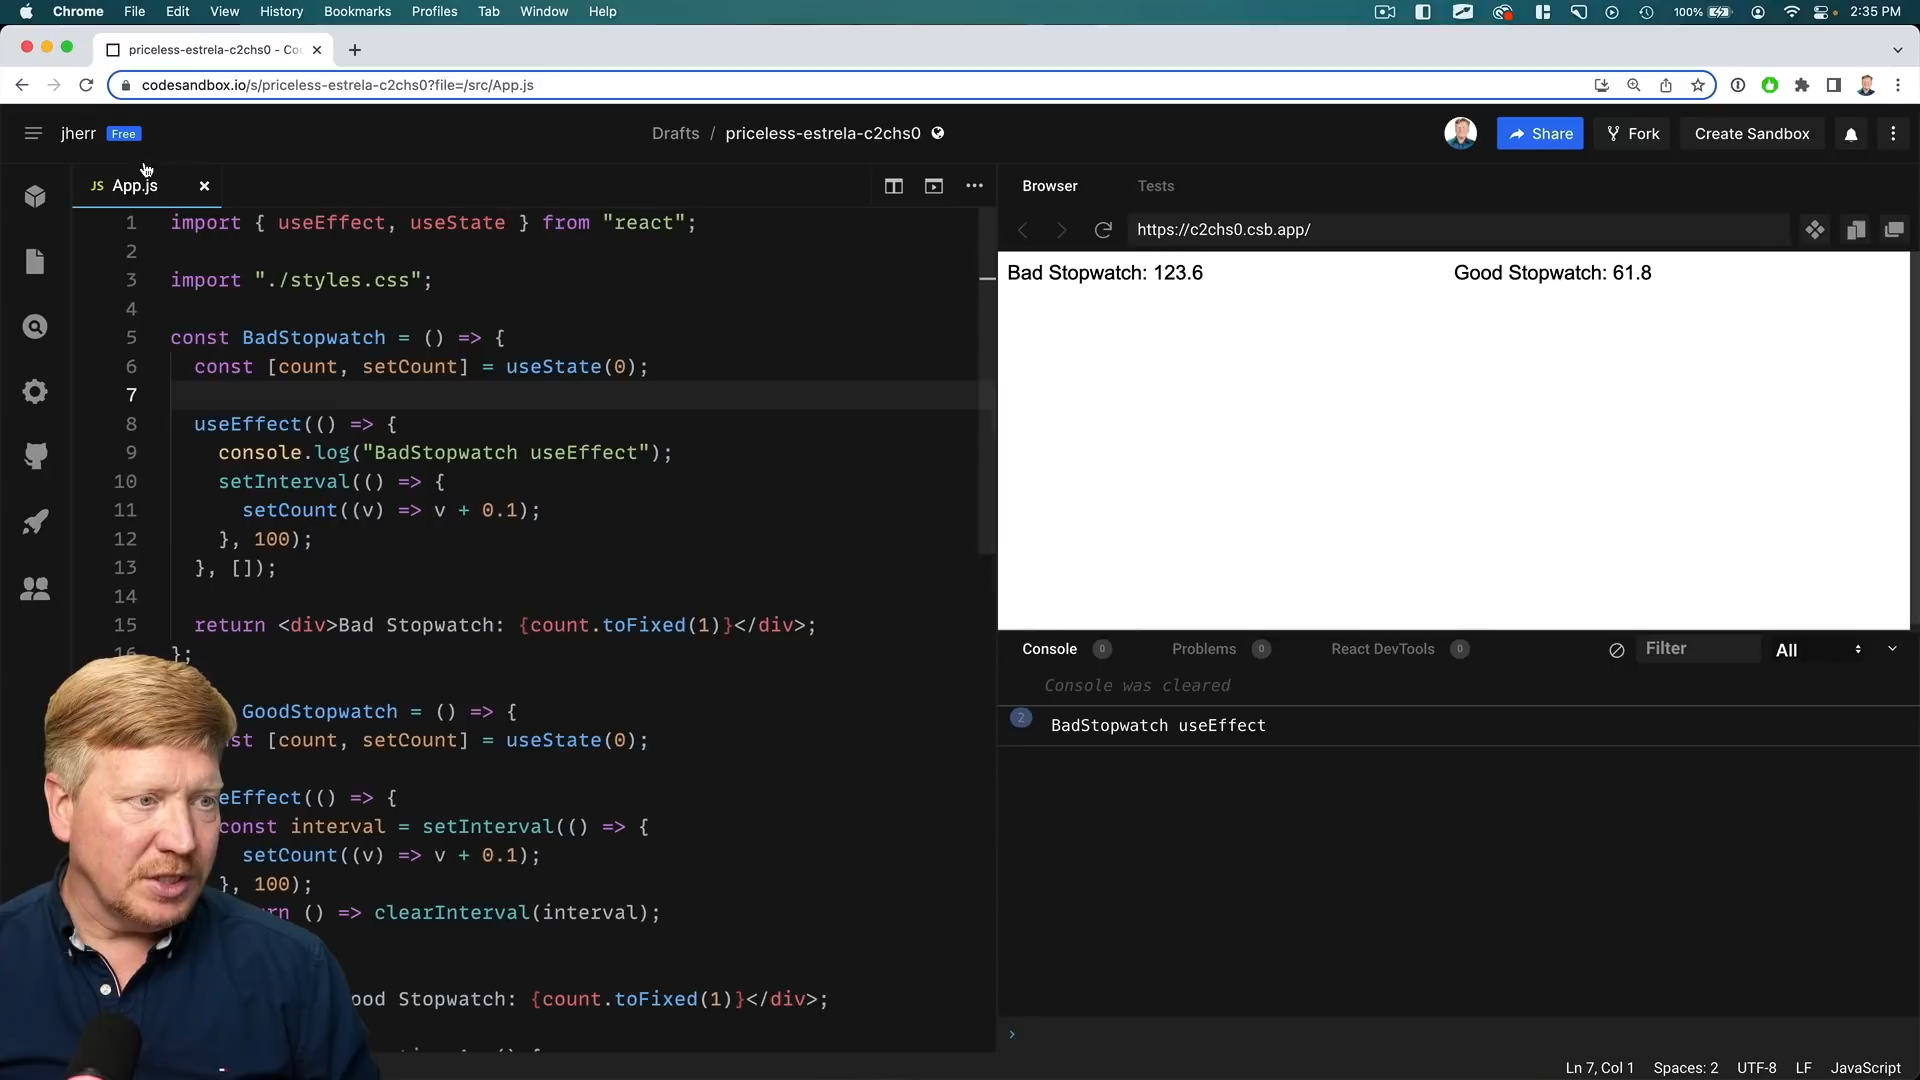 Chrome File Edit View History Bookmarks Profiles Tab Window Help 100% 2:35 PM
priceless-estrela-c2chs0 - Co
codesandbox.io/s/priceless-estrela-c2chs0?file=/src/App.js
jherr Free Drafts / priceless-estrela-c2chs0 Share Fork Create Sandbox
JS App.js
1 import { useEffect, useState } from "react";
2
3 import "./styles.css";
4
5 const BadStopwatch = () => {
6 const [count, setCount] = useState(0);
7
8 useEffect(() => {
9 console.log("BadStopwatch useEffect");
10 setInterval(() => {
11 setCount((v) => v + 0.1);
12 }, 100);
13 }, []);
14
15 return <div>Bad Stopwatch: {count.toFixed(1)}</div>;
16 };
GoodStopwatch = () => {
st [count, setCount] = useState(0);
eEffect(() => {
const interval = setInterval(() => {
setCount((v) => v + 0.1);
}, 100);
rn () => clearInterval(interval);
ood Stopwatch: {count.toFixed(1)}</div>;
Browser Tests
https://c2chs0.csb.app/
Bad Stopwatch: 123.6 Good Stopwatch: 61.8
Console 0 Problems 0 React DevTools 0 Filter All
Console was cleared
2 BadStopwatch useEffect
Ln 7, Col 1 Spaces: 2 UTF-8 LF JavaScript